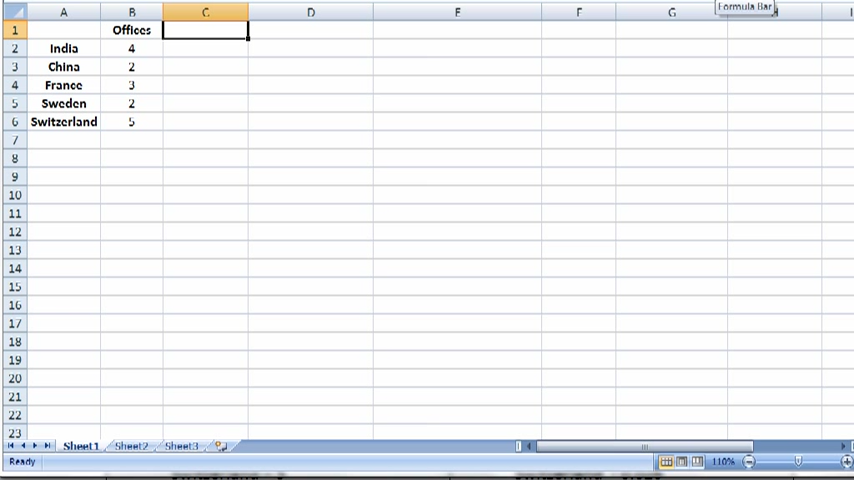 Formula Bar
A B C D E F G H
1 Offices
2 India 4
3 China 2
4 France 3
5 Sweden 2
6 Switzerland 5
7
8
9
10
11
12
13
14
15
16
17
18
19
20
21
22
23
Sheet1 Sheet2 Sheet3
Ready 110%